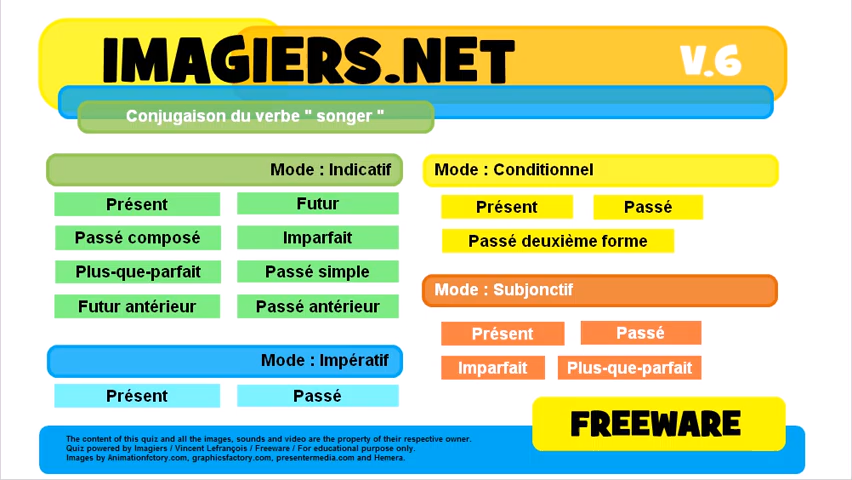 IMAGIERS.NET
V.6
Conjugaison du verbe " songer "
Mode : Indicatif
Présent
Futur
Passé composé
Imparfait
Plus-que-parfait
Passé simple
Futur antérieur
Passé antérieur
Mode : Impératif
Présent
Passé
Mode : Conditionnel
Présent
Passé
Passé deuxième forme
Mode : Subjonctif
Présent
Passé
Imparfait
Plus-que-parfait
FREEWARE
The content of this quiz and all the images, sounds and video are the property of their respective owner.
Quiz powered by Imagiers / Vincent Lefrançois / Freeware / For educational purpose only.
Images by Animationfctory.com, graphicsfactory.com, presentermedia.com and Hemera.